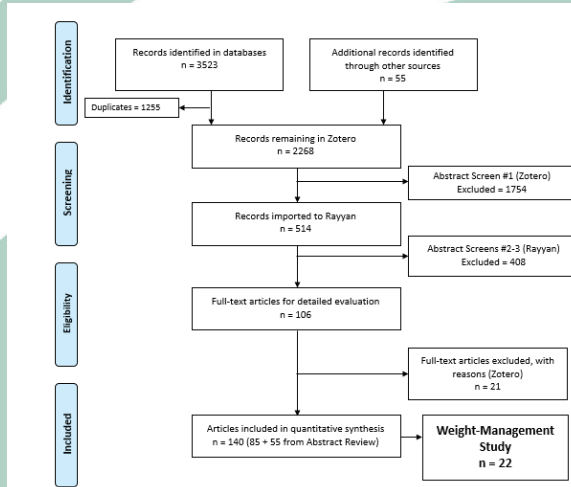 Identification
Records identified in databases
n = 3523
Additional records identified
through other sources
n = 55
Duplicates = 1255
Records remaining in Zotero
n = 2268
Screening
Abstract Screen #1 (Zotero)
Excluded = 1754
Records imported to Rayyan
n = 514
Abstract Screens #2-3 (Rayyan)
Excluded = 408
Eligibility
Full-text articles for detailed evaluation
n = 106
Full-text articles excluded, with
reasons (Zotero)
n = 21
Included
Articles included in quantitative synthesis
n = 140 (85 + 55 from Abstract Review)
Weight-Management
Study
n = 22